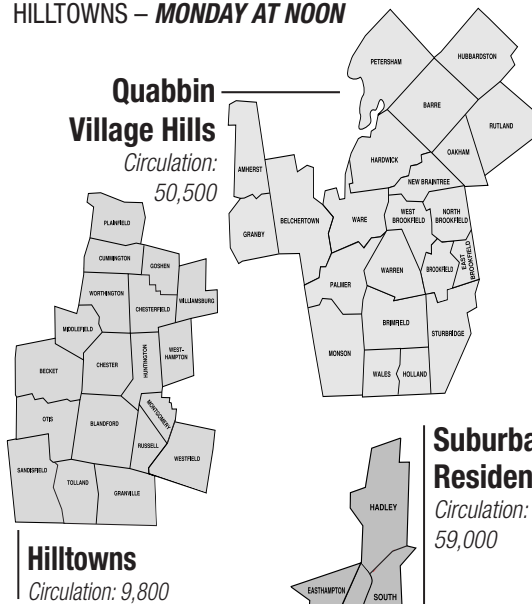 HILLTOWNS – MONDAY AT NOON
Quabbin
Village Hills
Circulation:
50,500
PETERSHAM
HUBBARDSTON
BARRE
RUTLAND
OAKHAM
HARDWICK
NEW BRAINTREE
AMHERST
BELCHERTOWN
GRANBY
WARE
WEST
BROOKFIELD
NORTH
BROOKFIELD
PALMER
WARREN
BROOKFIELD
EAST
BROOKFIELD
MONSON
BRIMFIELD
STURBRIDGE
WALES
HOLLAND
PLAINFIELD
CUMMINGTON
GOSHEN
WORTHINGTON
CHESTERFIELD
WILLIAMSBURG
MIDDLEFIELD
BECKET
CHESTER
HUNTINGTON
WEST-
HAMPTON
OTIS
BLANDFORD
MONTGOMERY
RUSSELL
WESTFIELD
SANDISFIELD
TOLLAND
GRANVILLE
Hilltowns
Circulation: 9,800
Suburba
Residen
Circulation:
59,000
HADLEY
EASTHAMPTON
SOUTH